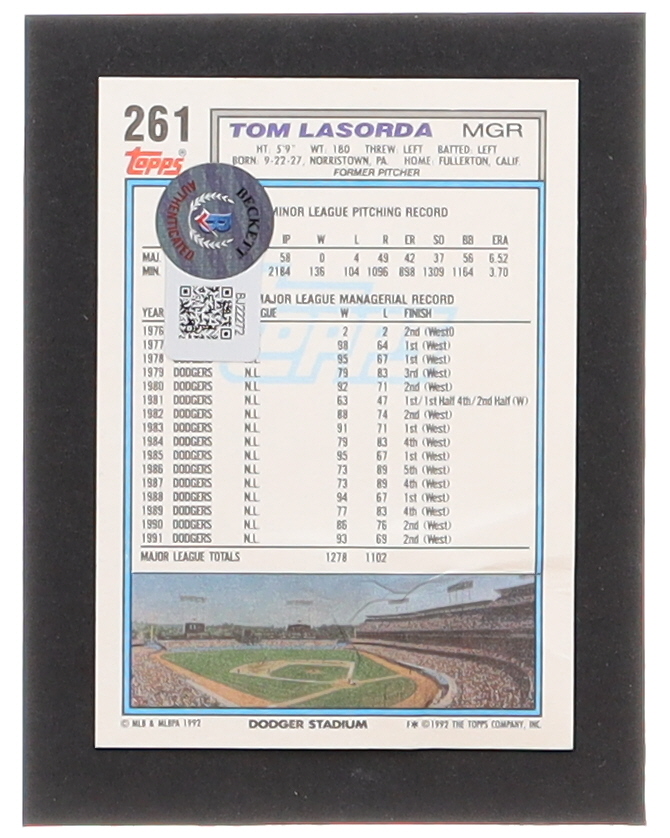 261
Topps®
TOM LASORDA MGR
HT: 5'9" WT: 180 THREW: LEFT BATTED: LEFT
BORN: 9-22-27, NORRISTOWN, PA. HOME: FULLERTON, CALIF.
FORMER PITCHER
BECKETT
AUTHENTICATED
BJ72272
MINOR LEAGUE PITCHING RECORD
IP W L R ER SO BB ERA
MAJ. 58 0 4 49 42 37 56 6.52
MIN. 2184 136 104 1096 898 1309 1164 3.70
MAJOR LEAGUE MANAGERIAL RECORD
YEAR GUE W L FINISH
1976 2 2 2nd (West)
1977 98 64 1st (West)
1978 95 67 1st (West)
1979 DODGERS N.L. 79 83 3rd (West)
1980 DODGERS N.L. 92 71 2nd (West)
1981 DODGERS N.L. 63 47 1st/1st Half 4th/2nd Half (W)
1982 DODGERS N.L. 88 74 2nd (West)
1983 DODGERS N.L. 91 71 1st (West)
1984 DODGERS N.L. 79 83 4th (West)
1985 DODGERS N.L. 95 67 1st (West)
1986 DODGERS N.L. 73 89 5th (West)
1987 DODGERS N.L. 73 89 4th (West)
1988 DODGERS N.L. 94 67 1st (West)
1989 DODGERS N.L. 77 83 4th (West)
1990 DODGERS N.L. 86 76 2nd (West)
1991 DODGERS N.L. 93 69 2nd (West)
MAJOR LEAGUE TOTALS 1278 1102
© MLB & MLBPA 1992 DODGER STADIUM F✱ © 1992 THE TOPPS COMPANY, INC.